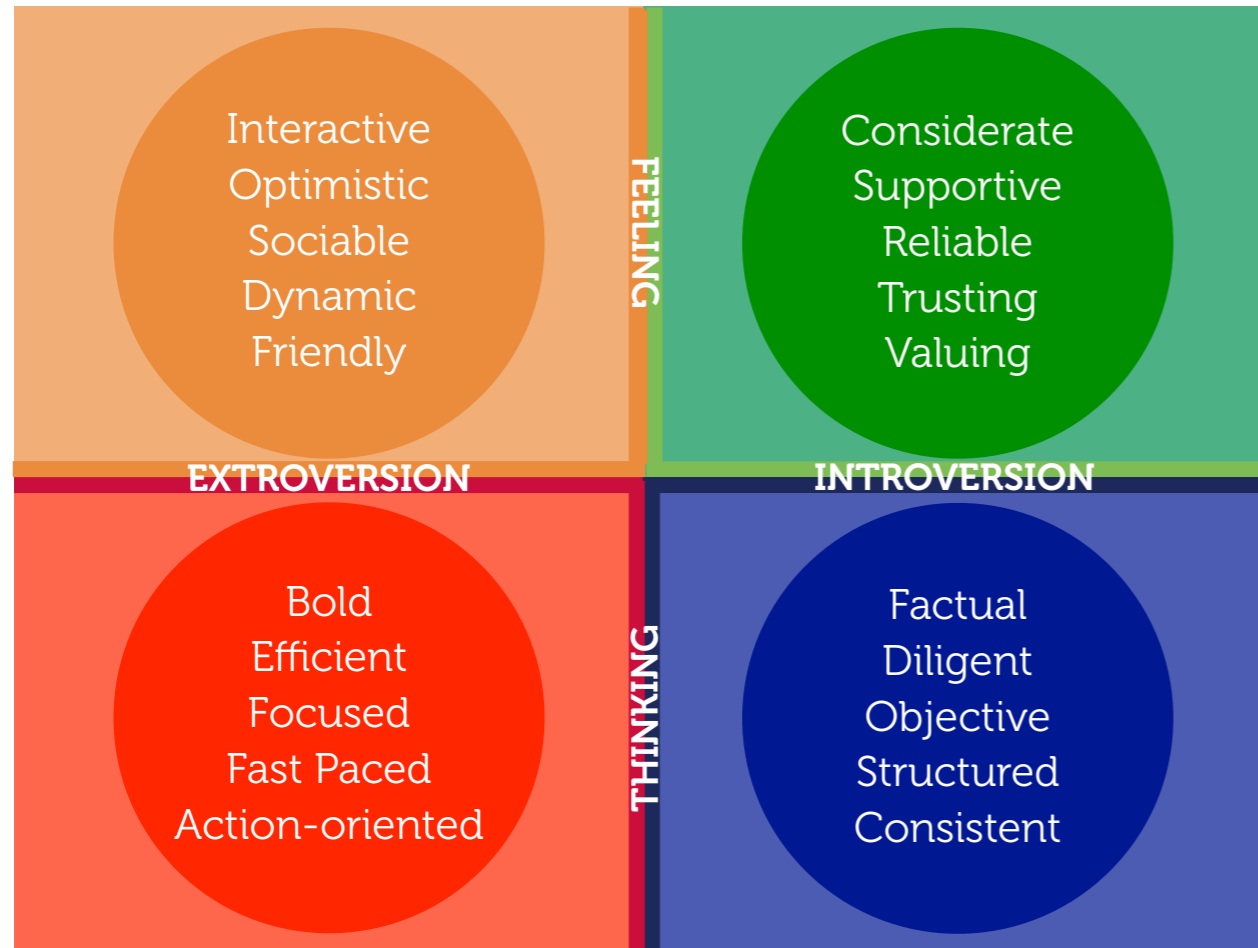 Interactive
Optimistic
Sociable
Dynamic
Friendly
FEELING
Considerate
Supportive
Reliable
Trusting
Valuing
EXTROVERSION
INTROVERSION
Bold
Efficient
Focused
Fast Paced
Action-oriented
THINKING
Factual
Diligent
Objective
Structured
Consistent